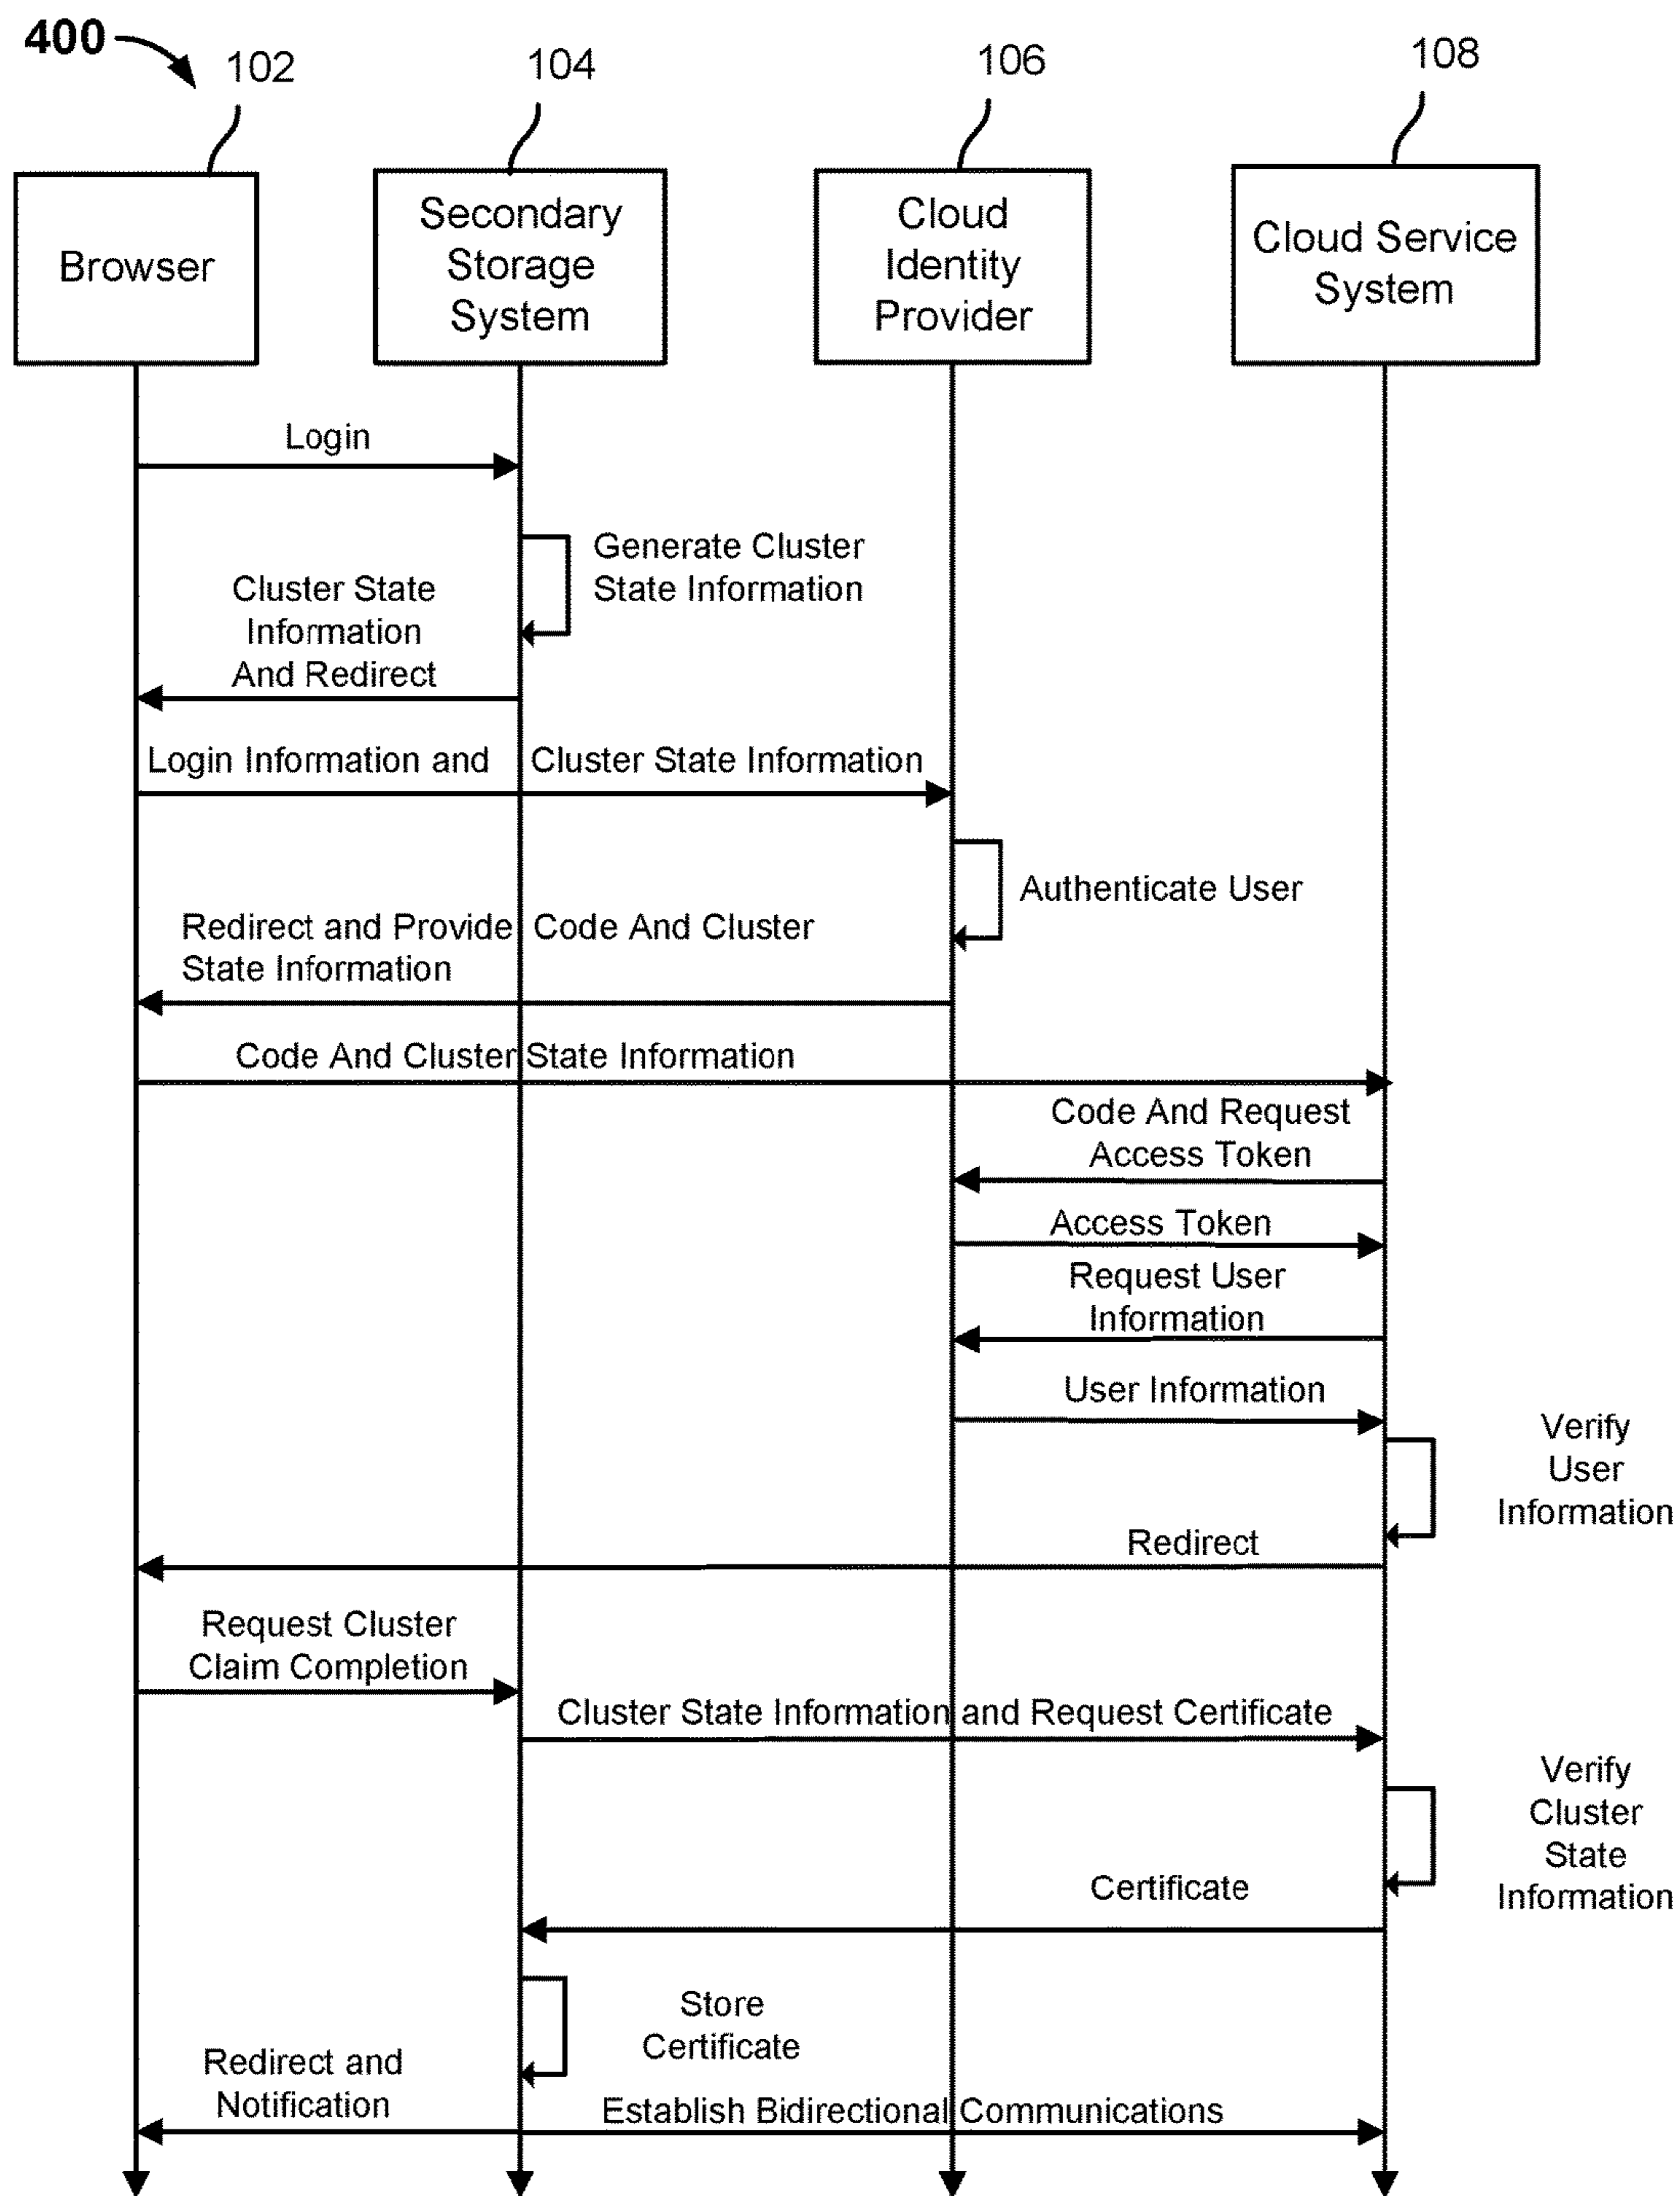 400
102
104
106
108
Browser
Secondary
Storage
System
Cloud
Identity
Provider
Cloud Service
System
Login
Generate Cluster
State Information
Cluster State
Information
And Redirect
Login Information and Cluster State Information
Authenticate User
Redirect and Provide Code And Cluster
State Information
Code And Cluster State Information
Code And Request
Access Token
Access Token
Request User
Information
User Information
Verify
User
Information
Redirect
Request Cluster
Claim Completion
Cluster State Information and Request Certificate
Verify
Cluster
State
Information
Certificate
Store
Certificate
Redirect and
Notification
Establish Bidirectional Communications